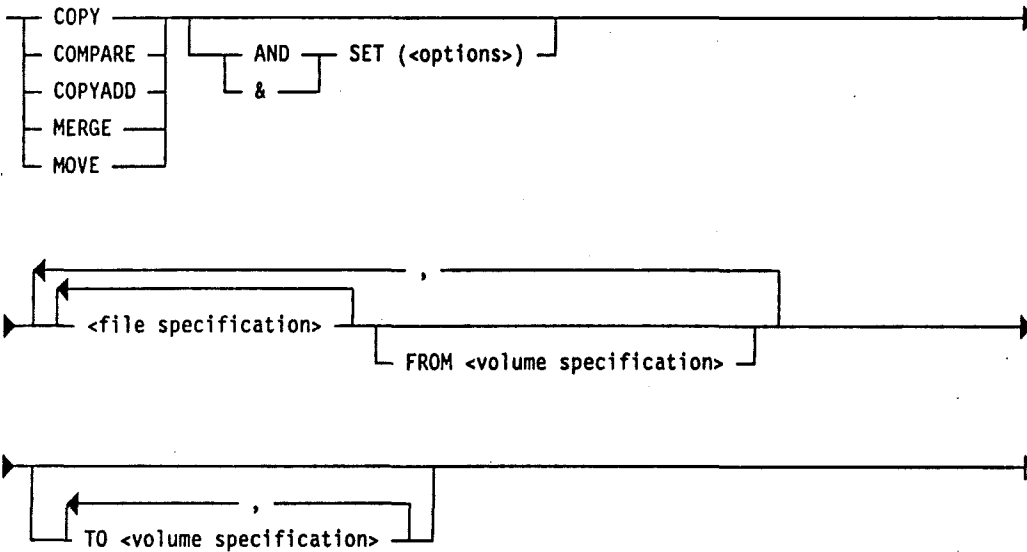 COPY
COMPARE
COPYADD
MERGE
MOVE
AND SET (<options>)
&
,
<file specification>
FROM <volume specification>
,
TO <volume specification>